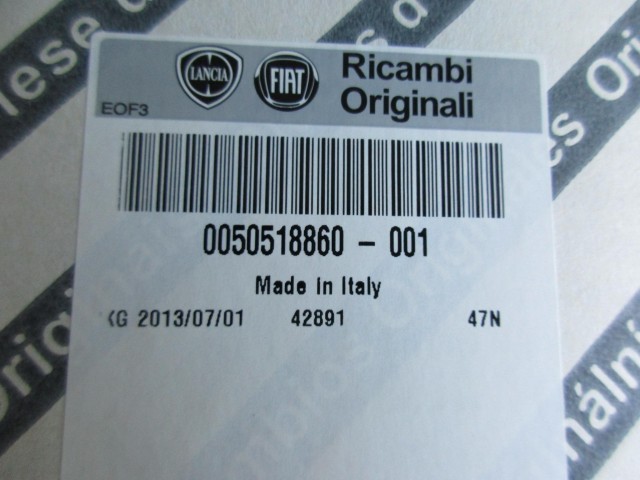 LANCIA FIAT Ricambi
Originali
EOF3
0050518860 - 001
Made in Italy
KG 2013/07/01 42891 47N